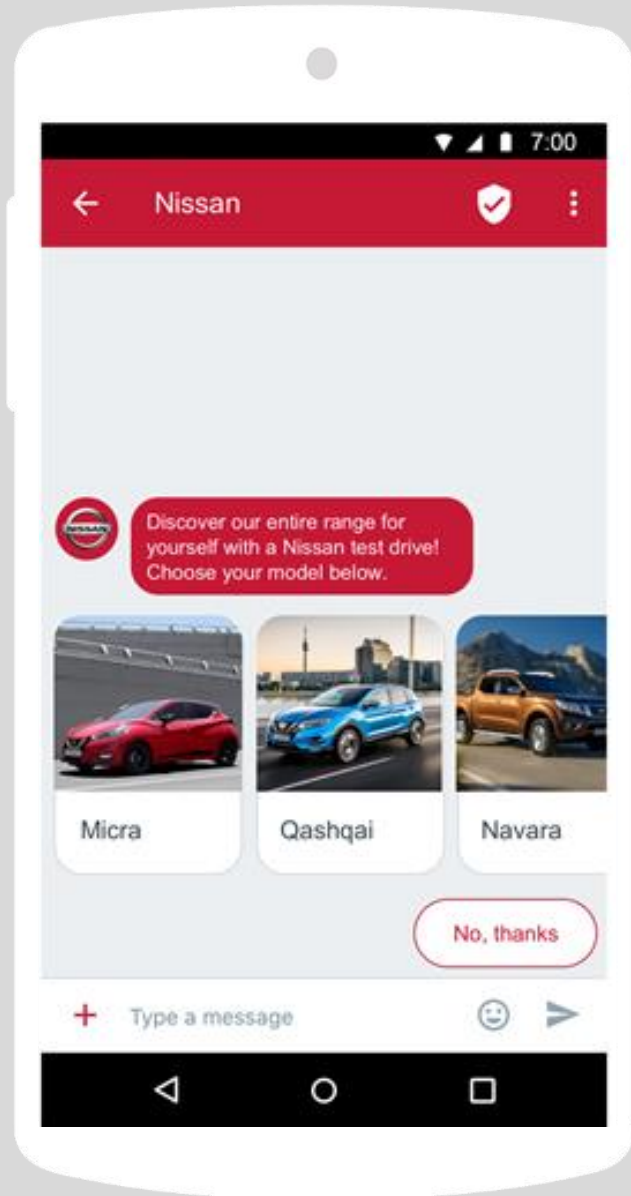 7:00
Nissan
NISSAN
Discover our entire range for
yourself with a Nissan test drive!
Choose your model below.
Micra
Qashqai
Navara
No, thanks
Type a message